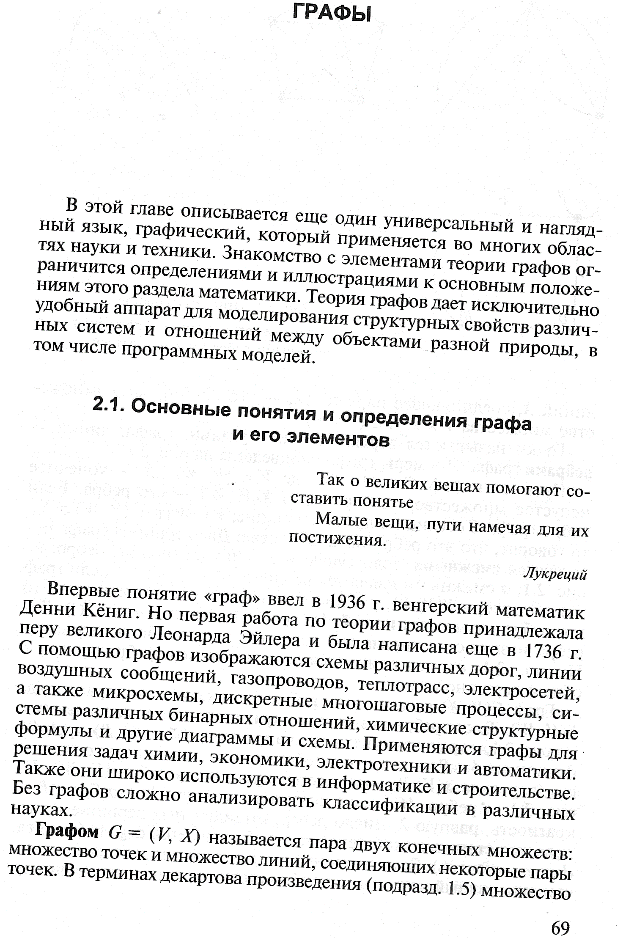 ГРАФЫ
В этой главе описывается еще один универсальный и нагляд-
ный язык, графический, который применяется во многих облас-
тях науки и техники. Знакомство с элементами теории графов ог-
раничится определениями и иллюстрациями к основным положе-
ниям этого раздела математики. Теория графов дает исключительно
удобный аппарат для моделирования структурных свойств различ-
ных систем и отношений между объектами разной природы, в
том числе программных моделей.
2.1. Основные понятия и определения графа
и его элементов
Так о великих вещах помогают со-
ставить понятье
Малые вещи, пути намечая для их
постижения.
Лукреций
Впервые понятие «граф» ввел в 1936 г. венгерский математик
Денни Кёниг. Но первая работа по теории графов принадлежала
перу великого Леонарда Эйлера и была написана еще в 1736 г.
С помощью графов изображаются схемы различных дорог, линии
воздушных сообщений, газопроводов, теплотрасс, электросетей,
а также микросхемы, дискретные многошаговые процессы, си-
стемы различных бинарных отношений, химические структурные
формулы и другие диаграммы и схемы. Применяются графы для
решения задач химии, экономики, электротехники и автоматики.
Также они широко используются в информатике и строительстве.
Без графов сложно анализировать классификации в различных
науках.
Графом G = (V, X) называется пара двух конечных множеств:
множество точек и множество линий, соединяющих некоторые пары
точек. В терминах декартова произведения (подразд. 1.5) множество
69